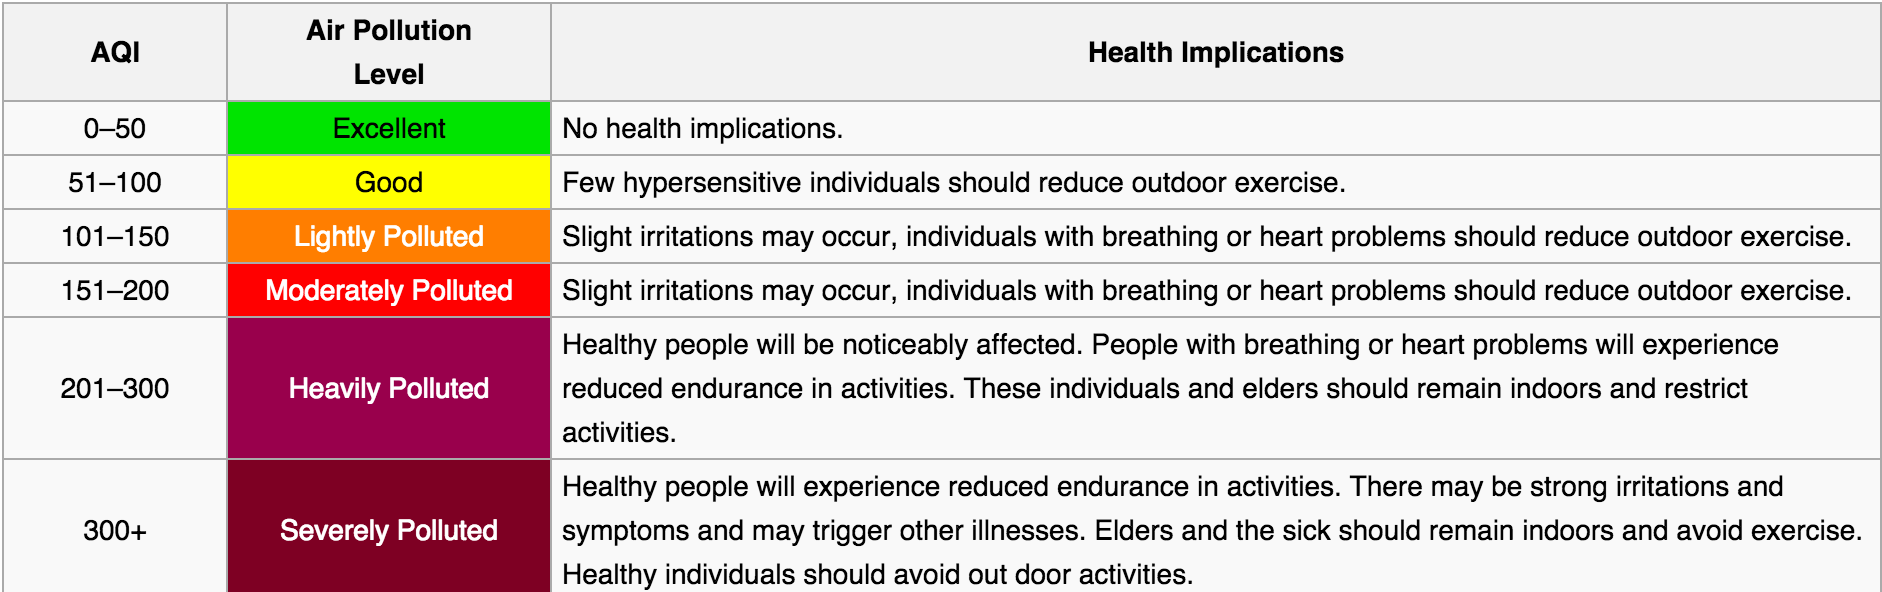 AQI
Air Pollution
Level
Health Implications
0–50
Excellent
No health implications.
51–100
Good
Few hypersensitive individuals should reduce outdoor exercise.
101–150
Lightly Polluted
Slight irritations may occur, individuals with breathing or heart problems should reduce outdoor exercise.
151–200
Moderately Polluted
Slight irritations may occur, individuals with breathing or heart problems should reduce outdoor exercise.
201–300
Heavily Polluted
Healthy people will be noticeably affected. People with breathing or heart problems will experience
reduced endurance in activities. These individuals and elders should remain indoors and restrict
activities.
300+
Severely Polluted
Healthy people will experience reduced endurance in activities. There may be strong irritations and
symptoms and may trigger other illnesses. Elders and the sick should remain indoors and avoid exercise.
Healthy individuals should avoid out door activities.